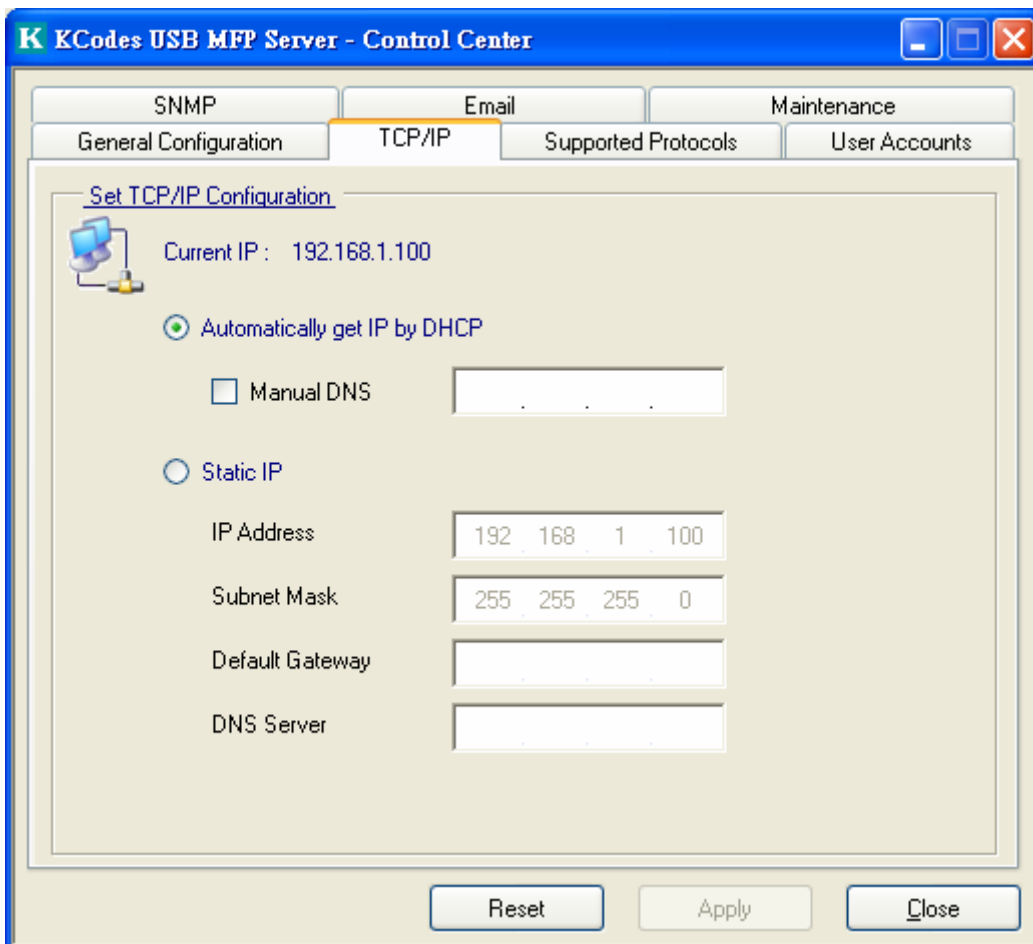 K KCodes USB MFP Server - Control Center
SNMP Email Maintenance
General Configuration TCP/IP Supported Protocols User Accounts
Set TCP/IP Configuration
Current IP : 192.168.1.100
Automatically get IP by DHCP
Manual DNS . . .
Static IP
IP Address 192 . 168 . 1 . 100
Subnet Mask 255 . 255 . 255 . 0
Default Gateway . . .
DNS Server . . .
Reset Apply Close